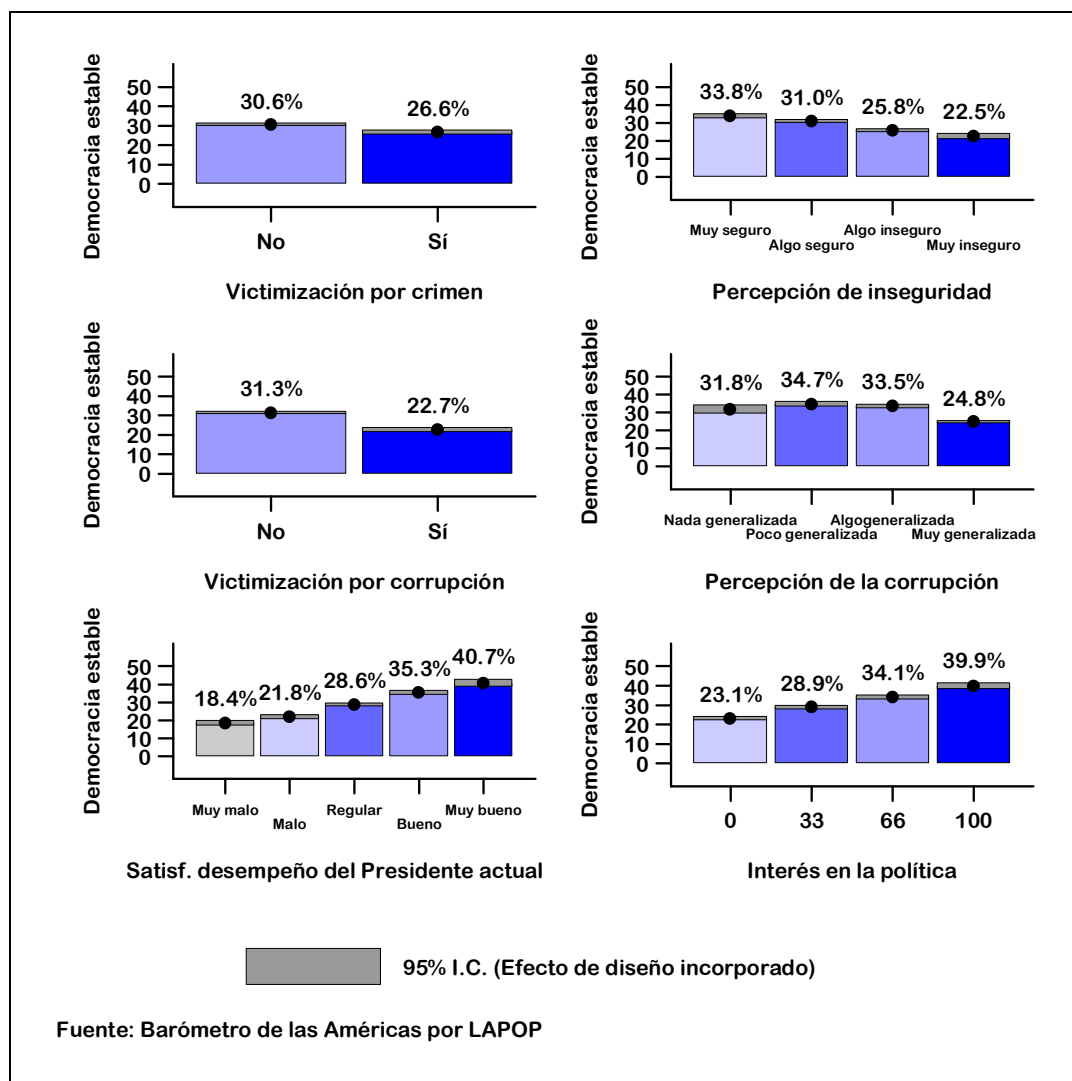 Democracia estable
50
40
30
20
10
0
30.6%
26.6%
No
Sí
Victimización por crimen
Democracia estable
50
40
30
20
10
0
33.8%
31.0%
25.8%
22.5%
Muy seguro
Algo seguro
Algo inseguro
Muy inseguro
Percepción de inseguridad
Democracia estable
50
40
30
20
10
0
31.3%
22.7%
No
Sí
Victimización por corrupción
Democracia estable
50
40
30
20
10
0
31.8%
34.7%
33.5%
24.8%
Nada generalizada
Poco generalizada
Algogeneralizada
Muy generalizada
Percepción de la corrupción
Democracia estable
50
40
30
20
10
0
18.4%
21.8%
28.6%
35.3%
40.7%
Muy malo
Malo
Regular
Bueno
Muy bueno
Satisf. desempeño del Presidente actual
Democracia estable
50
40
30
20
10
0
23.1%
28.9%
34.1%
39.9%
0
33
66
100
Interés en la política
95% I.C. (Efecto de diseño incorporado)
Fuente: Barómetro de las Américas por LAPOP